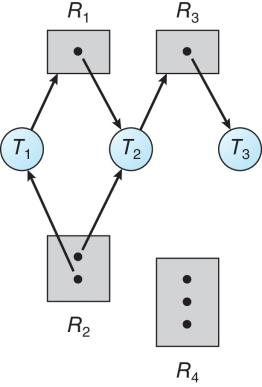 R₁ R₃
T₁ T₂ T₃
R₂
R₄